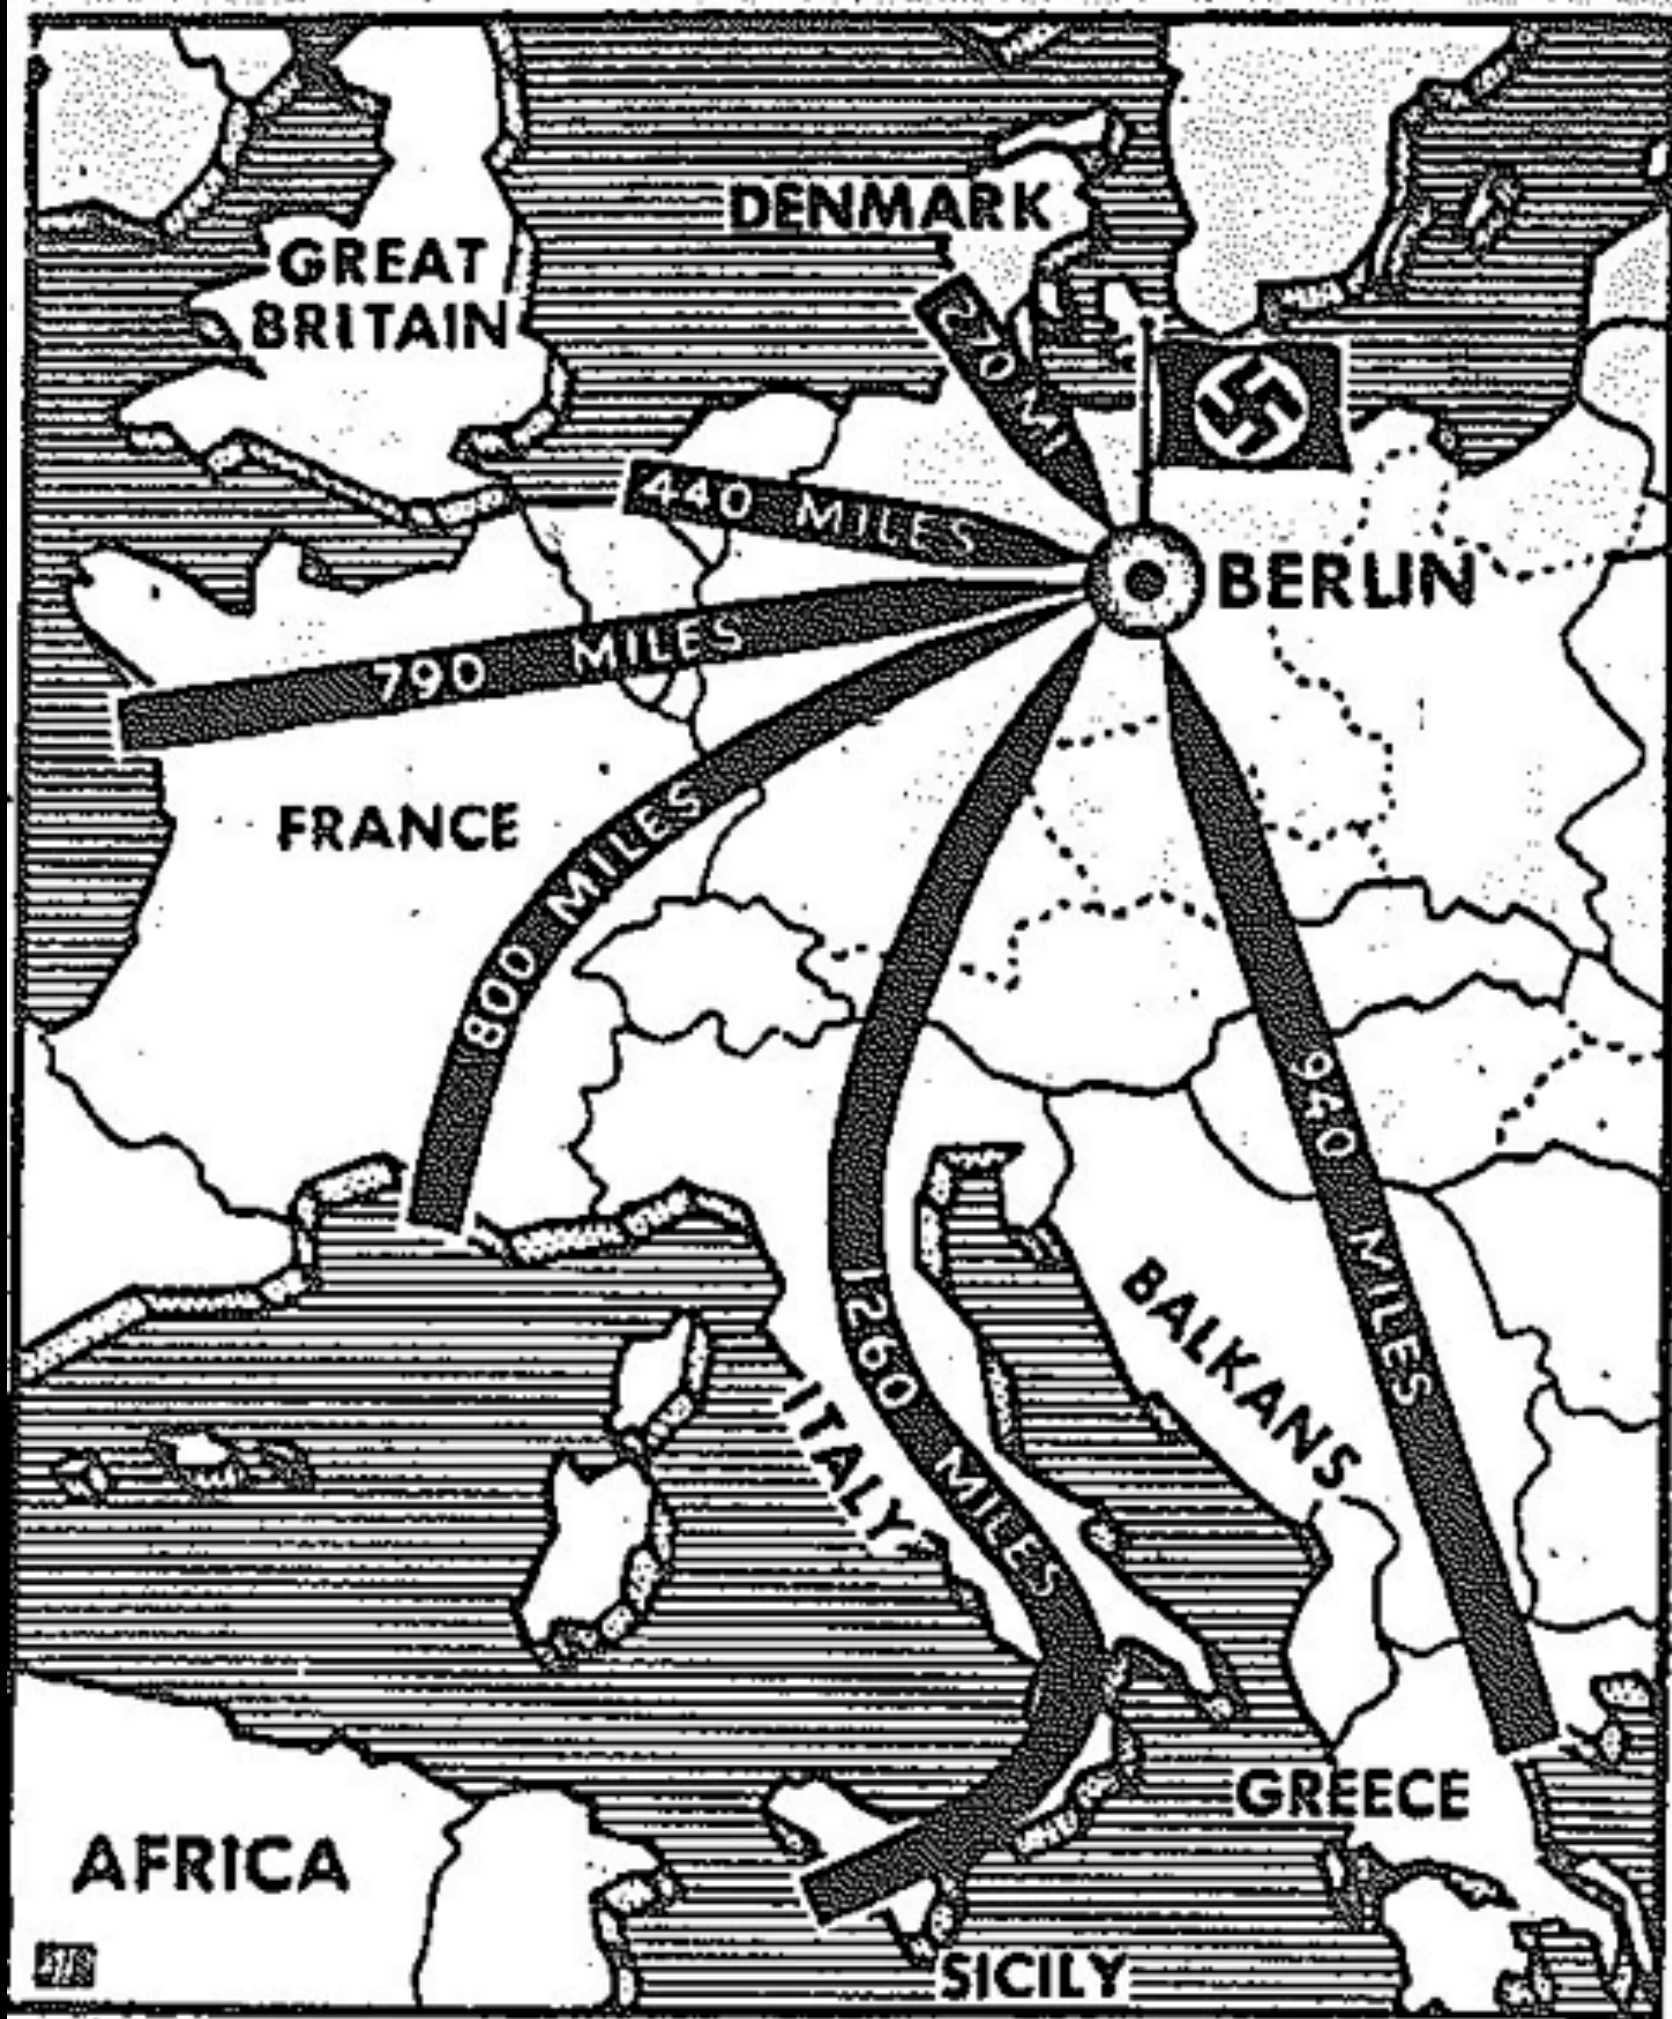 DENMARK
GREAT
BRITAIN
270 MI
440 MILES
BERLIN
790 MILES
FRANCE
800 MILES
940 MILES
1260 MILES
BALKANS
ITALY
GREECE
AFRICA
SICILY